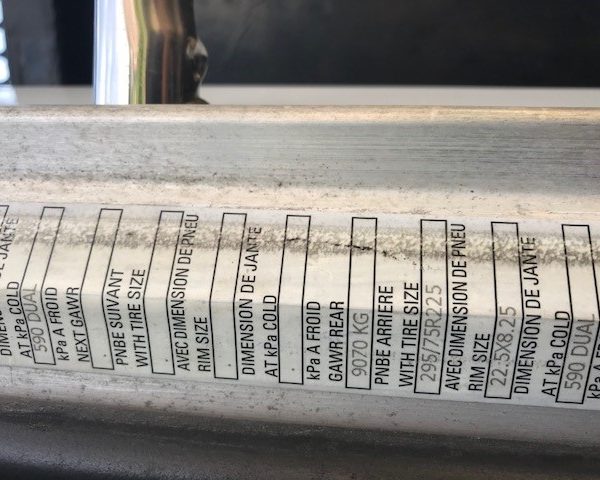 AT kPa COLD
590 DUAL
kPa A FROID
NEXT GAWR
PNBE SUIVANT
WITH TIRE SIZE
AVEC DIMENSION DE PNEU
RIM SIZE
DIMENSION DE JANTE
AT kPa COLD
kPa A FROID
GAWR REAR
9070 KG
PNBE ARRIERE
WITH TIRE SIZE
295/75R225
AVEC DIMENSION DE PNEU
RIM SIZE
22.5X8.25
DIMENSION DE JANTE
AT kPa COLD
590 DUAL
kPa A